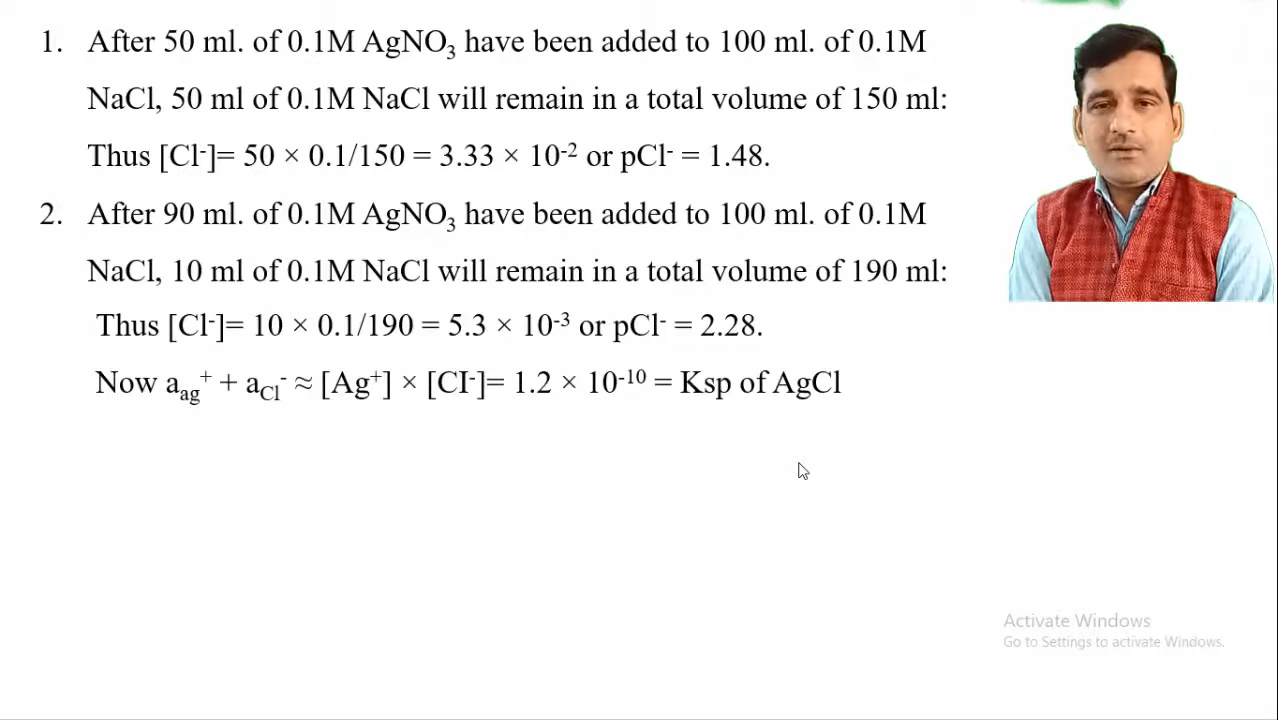 1. After 50 ml. of 0.1M AgNO₃ have been added to 100 ml. of 0.1M
NaCl, 50 ml of 0.1M NaCl will remain in a total volume of 150 ml:
Thus [Cl⁻]= 50 × 0.1/150 = 3.33 × 10⁻² or pCl⁻ = 1.48.
2. After 90 ml. of 0.1M AgNO₃ have been added to 100 ml. of 0.1M
NaCl, 10 ml of 0.1M NaCl will remain in a total volume of 190 ml:
Thus [Cl⁻]= 10 × 0.1/190 = 5.3 × 10⁻³ or pCl⁻ = 2.28.
Now a_ag⁺ + a_Cl⁻ ≈ [Ag⁺] × [CI⁻]= 1.2 × 10⁻¹⁰ = Ksp of AgCl
Activate Windows
Go to Settings to activate Windows.